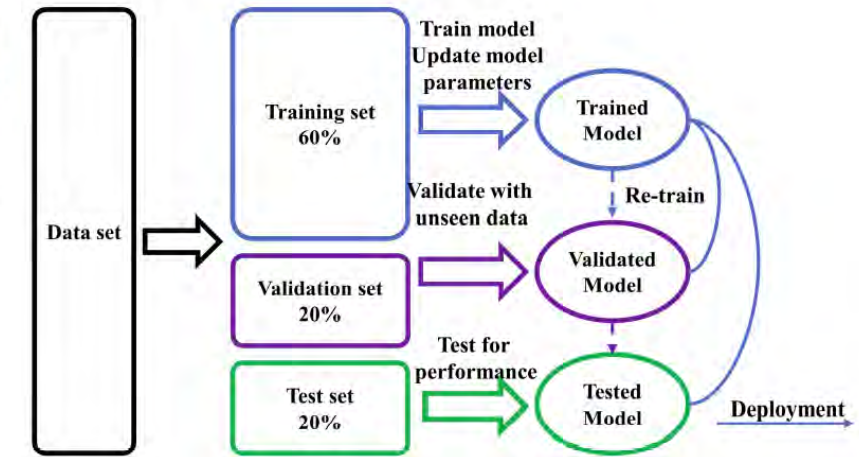 Data set
Training set
60%
Validation set
20%
Test set
20%
Train model
Update model
parameters
Validate with
unseen data
Test for
performance
Trained
Model
Re-train
Validated
Model
Tested
Model
Deployment